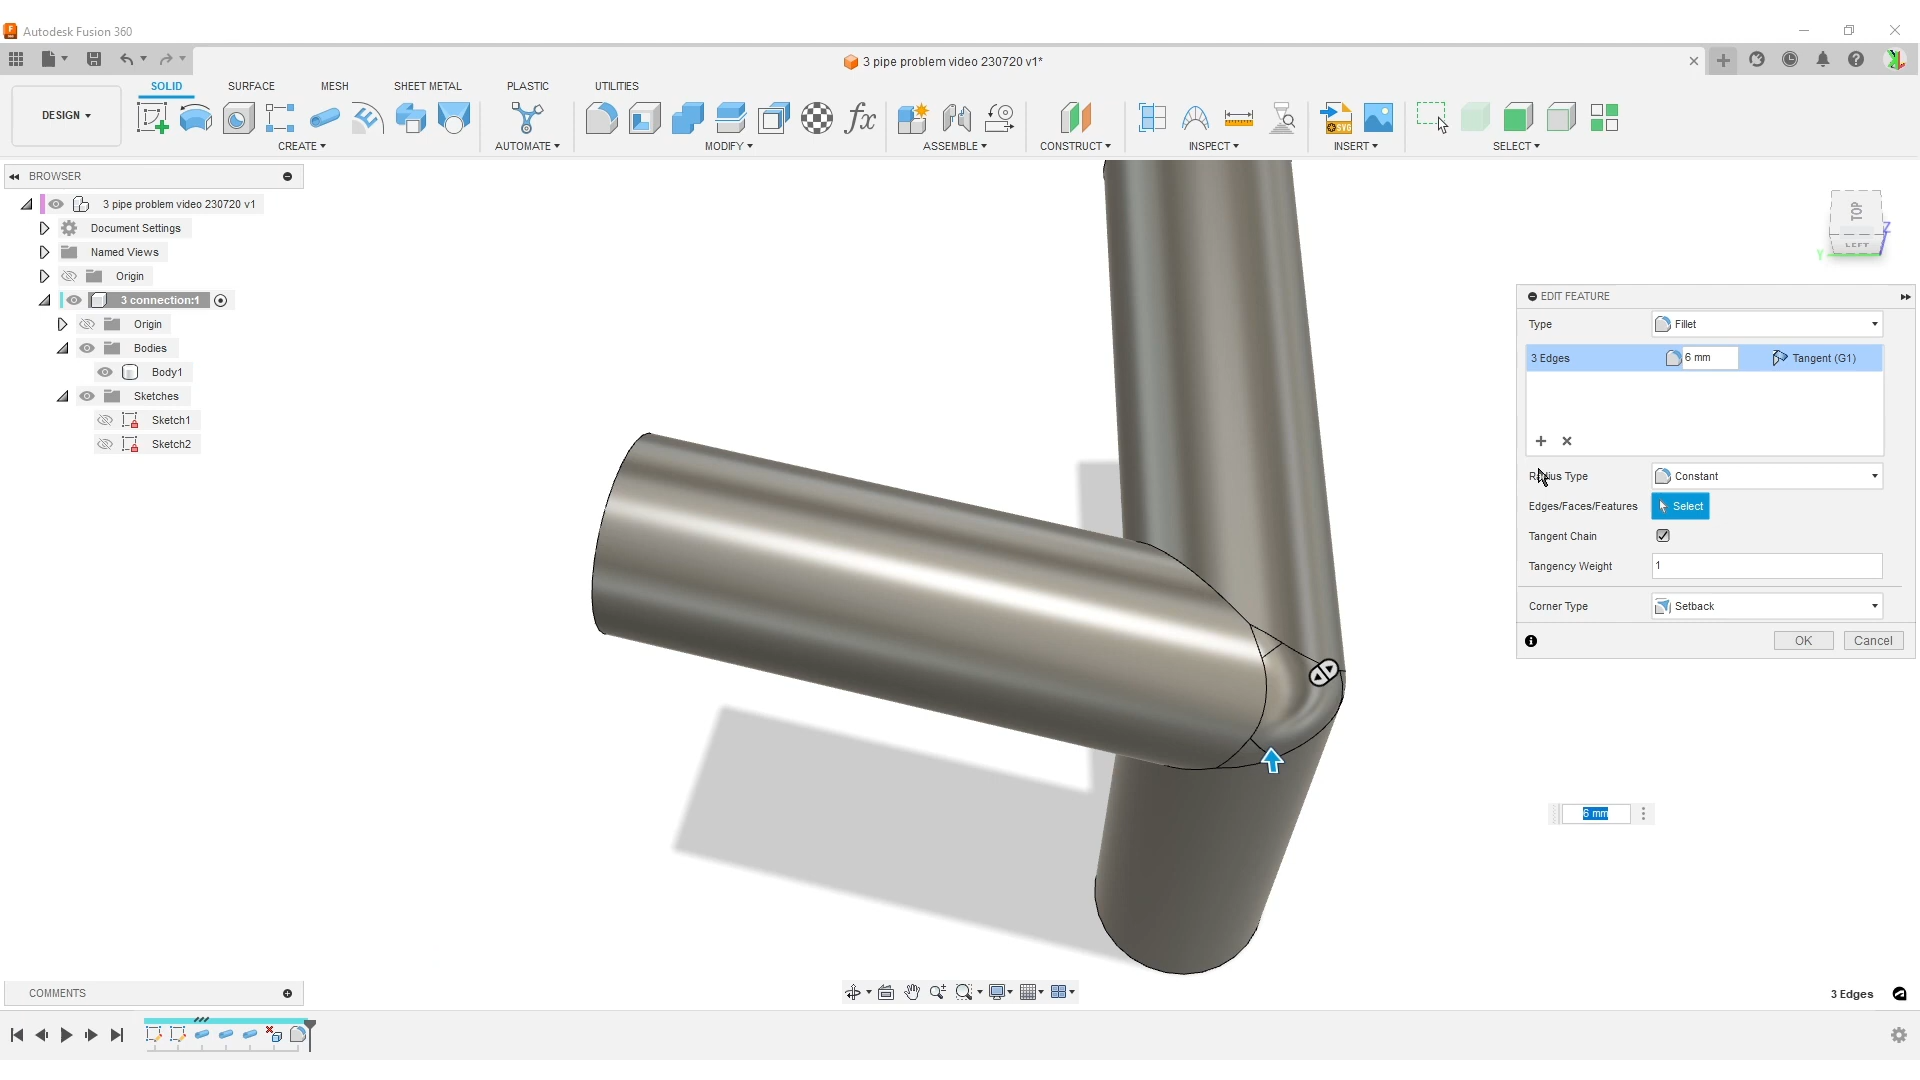 Autodesk Fusion 360
3 pipe problem video 230720 v1*
DESIGN
SOLID
SURFACE
MESH
SHEET METAL
PLASTIC
UTILITIES
CREATE
AUTOMATE
MODIFY
ASSEMBLE
CONSTRUCT
INSPECT
INSERT
SELECT
BROWSER
3 pipe problem video 230720 v1
Document Settings
Named Views
Origin
3 connection:1
Origin
Bodies
Body1
Sketches
Sketch1
Sketch2
TOP
LEFT
Y
Z
EDIT FEATURE
Type Fillet
3 Edges 6 mm Tangent (G1)
Radius Type Constant
Edges/Faces/Features Select
Tangent Chain
Tangency Weight 1
Corner Type Setback
OK Cancel
6 mm
COMMENTS
3 Edges